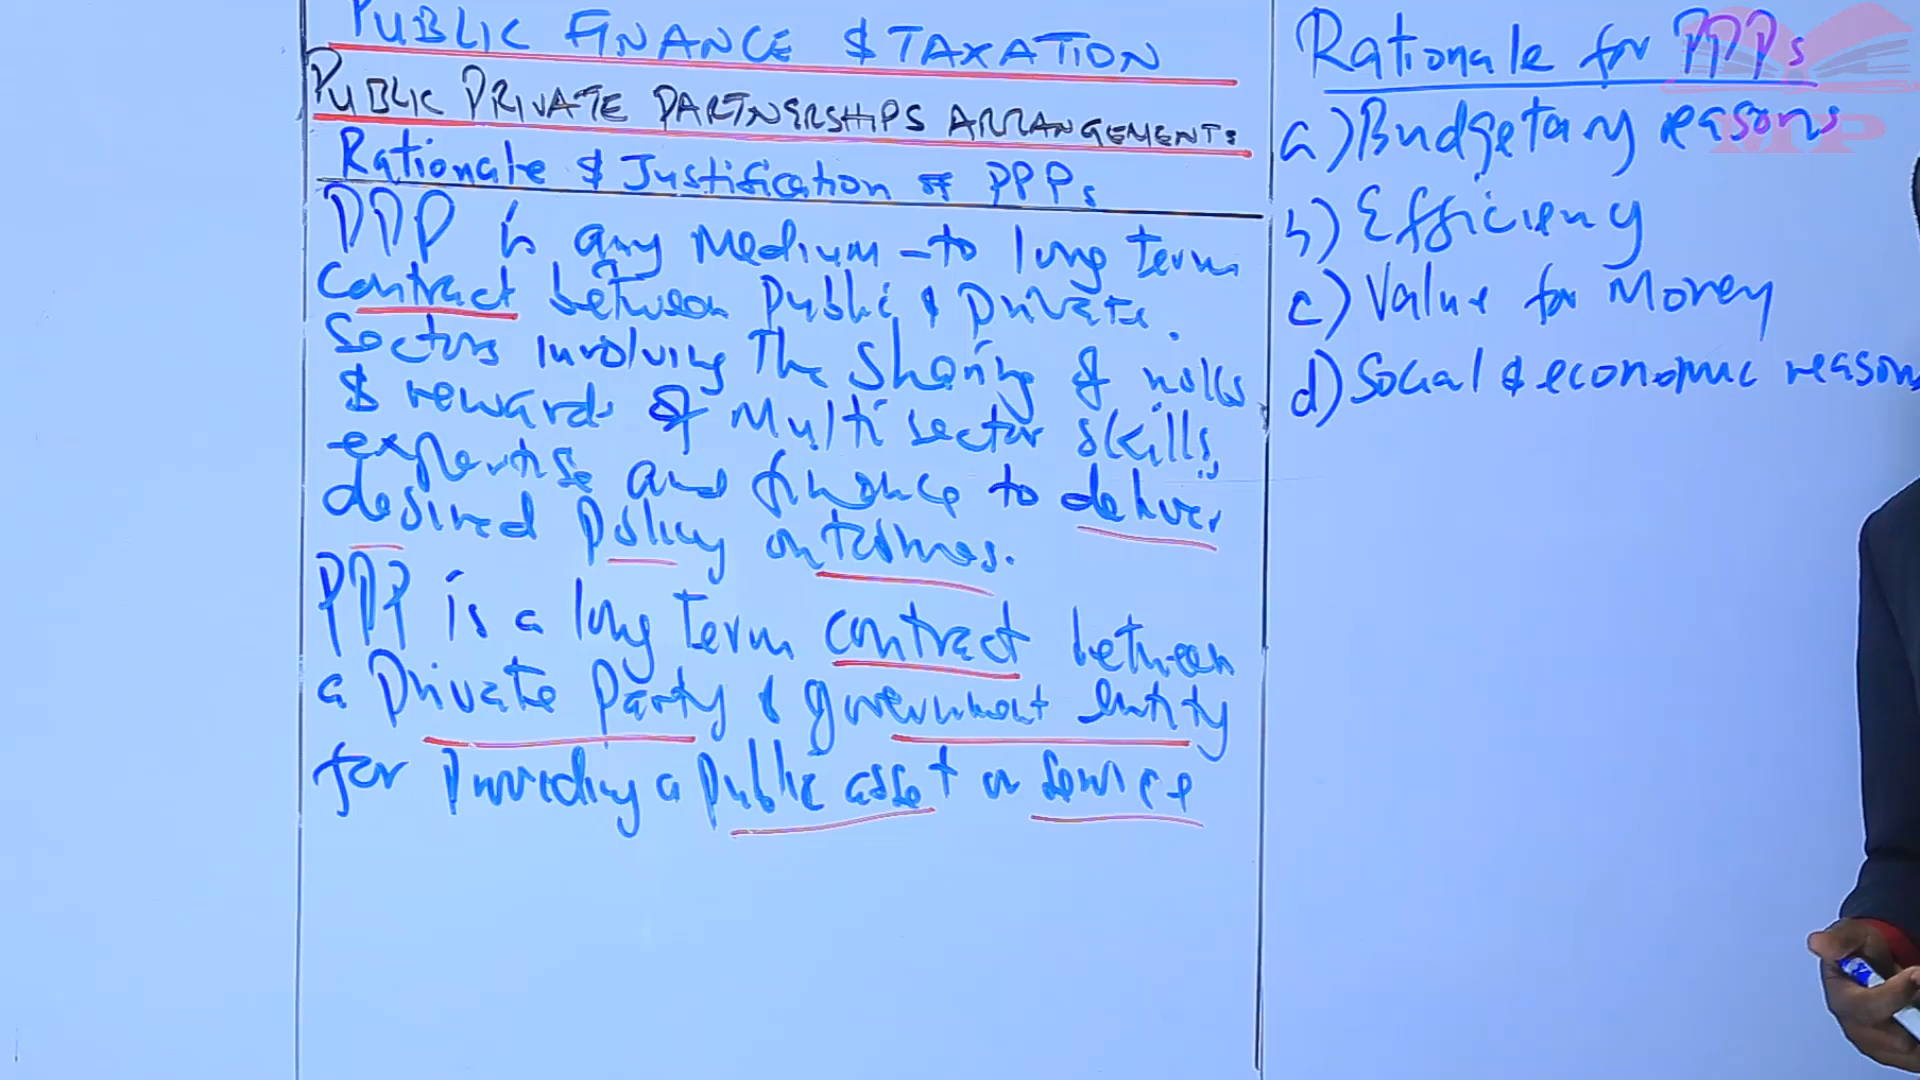 PUBLIC FINANCE & TAXATION
PUBLIC PRIVATE PARTNERSHIPS ARRANGEMENTS
Rationale & Justification of PPPs
PPP is any medium - to long term
Contract between public & private
sectors involving the sharing of risks
& rewards of multi sector skills,
expertise and finance to deliver
desired policy outcomes.
PPP is a long term contract between
a private party & government entity
for providing a public asset or service
Rationale for PPPs
a) Budgetary reasons
b) Efficiency
c) Value for Money
d) Social & economic reasons
MP